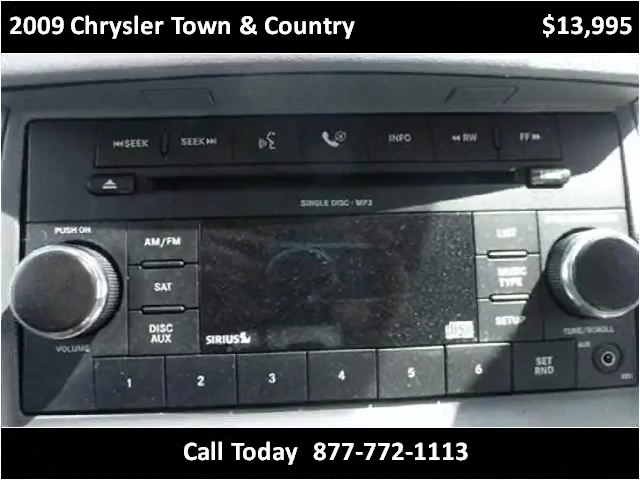 2009 Chrysler Town & Country $13,995
SEEK SEEK INFO RW FF
SINGLE DISC - MP3
PUSH ON
AM/FM LIST
SAT MUSIC TYPE
DISC AUX SETUP
SIRIUS disc
VOLUME TUNE/SCROLL
AUX
1 2 3 4 5 6 SET RND
Call Today 877-772-1113